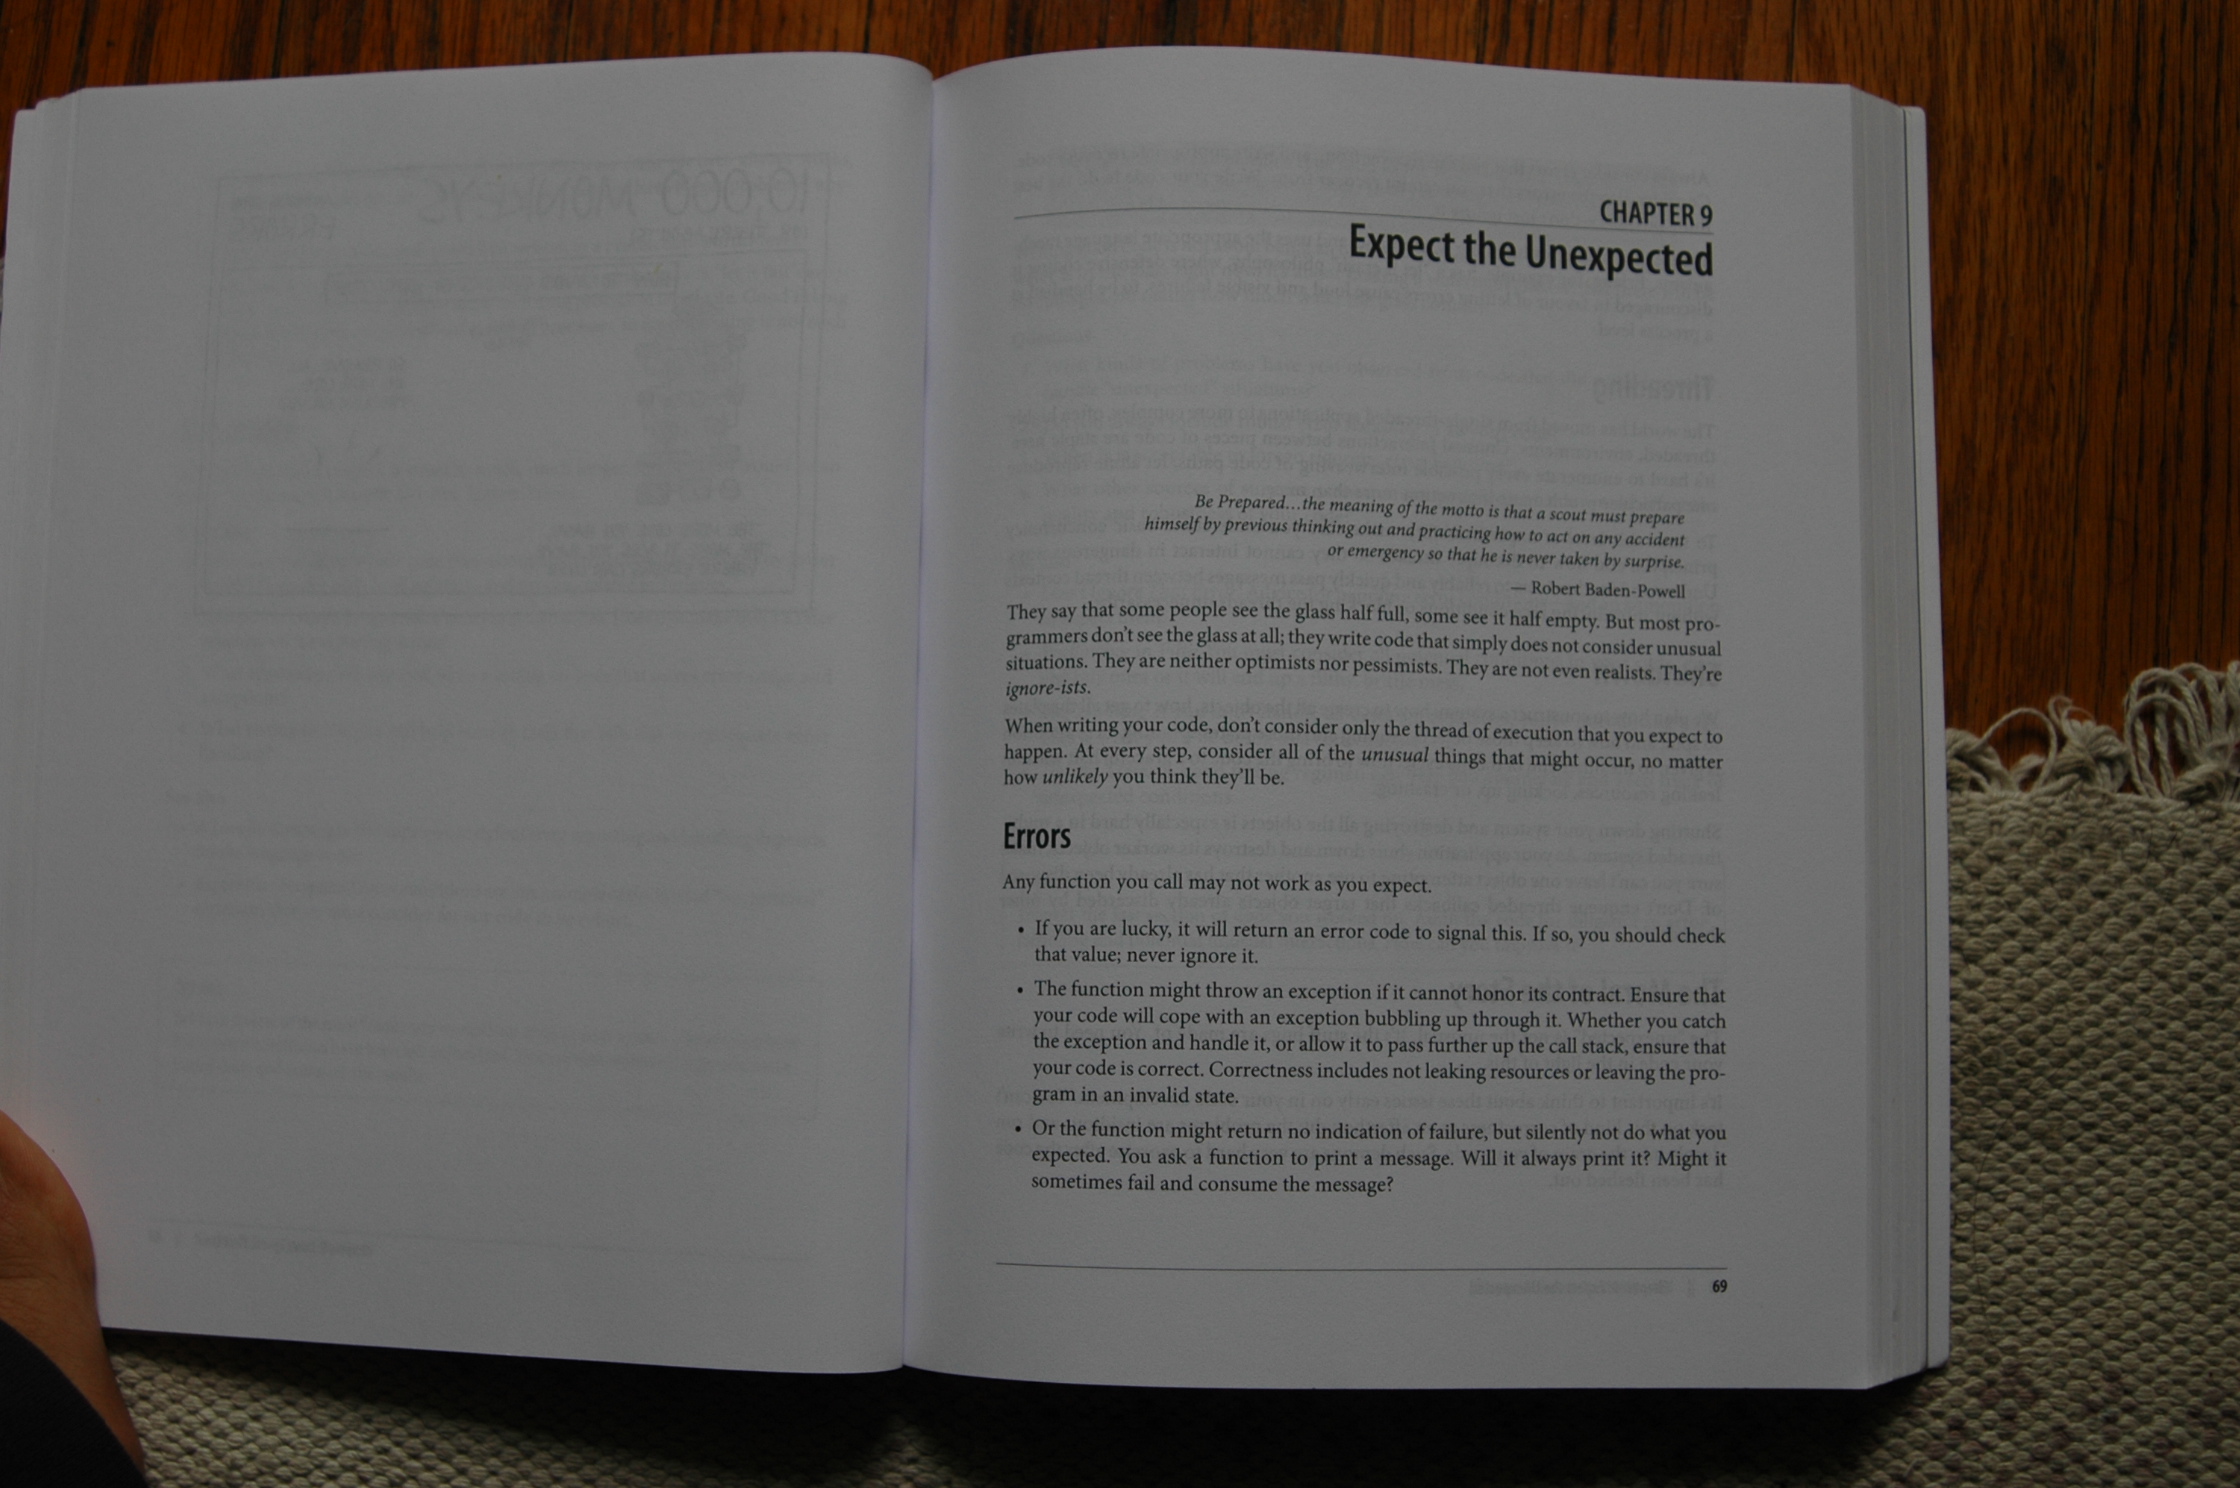 CHAPTER 9
Expect the Unexpected
Be Prepared…the meaning of the motto is that a scout must prepare
himself by previous thinking out and practicing how to act on any accident
or emergency so that he is never taken by surprise.
— Robert Baden-Powell
They say that some people see the glass half full, some see it half empty. But most pro-
grammers don’t see the glass at all; they write code that simply does not consider unusual
situations. They are neither optimists nor pessimists. They are not even realists. They’re
ignore-ists.
When writing your code, don’t consider only the thread of execution that you expect to
happen. At every step, consider all of the unusual things that might occur, no matter
how unlikely you think they’ll be.
Errors
Any function you call may not work as you expect.
• If you are lucky, it will return an error code to signal this. If so, you should check
that value; never ignore it.
• The function might throw an exception if it cannot honor its contract. Ensure that
your code will cope with an exception bubbling up through it. Whether you catch
the exception and handle it, or allow it to pass further up the call stack, ensure that
your code is correct. Correctness includes not leaking resources or leaving the pro-
gram in an invalid state.
• Or the function might return no indication of failure, but silently not do what you
expected. You ask a function to print a message. Will it always print it? Might it
sometimes fail and consume the message?
69